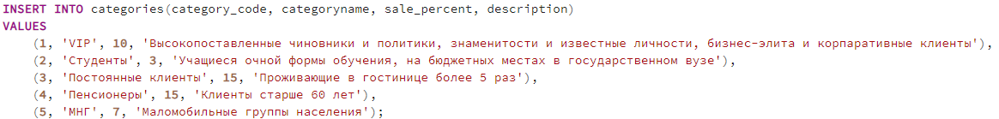 INSERT INTO categories(category_code, categoryname, sale_percent, description)
VALUES
(1, 'VIP', 10, 'Высокопоставленные чиновники и политики, знаменитости и известные личности, бизнес-элита и корпаративные клиенты'),
(2, 'Студенты', 3, 'Учащиеся очной формы обучения, на бюджетных местах в государственном вузе'),
(3, 'Постоянные клиенты', 15, 'Проживающие в гостинице более 5 раз'),
(4, 'Пенсионеры', 15, 'Клиенты старше 60 лет'),
(5, 'МНГ', 7, 'Маломобильные группы населения');